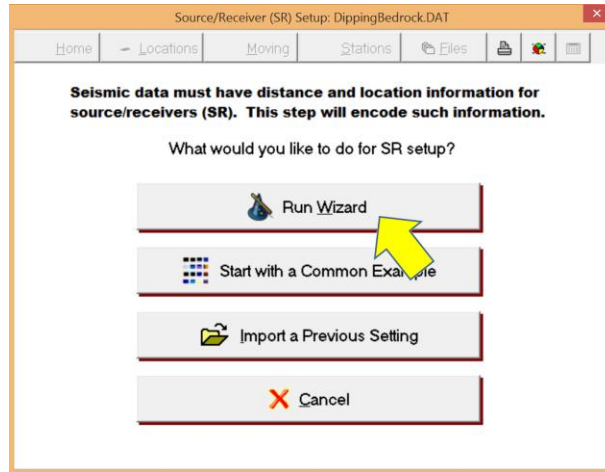 Source/Receiver (SR) Setup: DippingBedrock.DAT
Home Locations Moving Stations Files
Seismic data must have distance and location information for
source/receivers (SR). This step will encode such information.
What would you like to do for SR setup?
Run Wizard
Start with a Common Example
Import a Previous Setting
Cancel